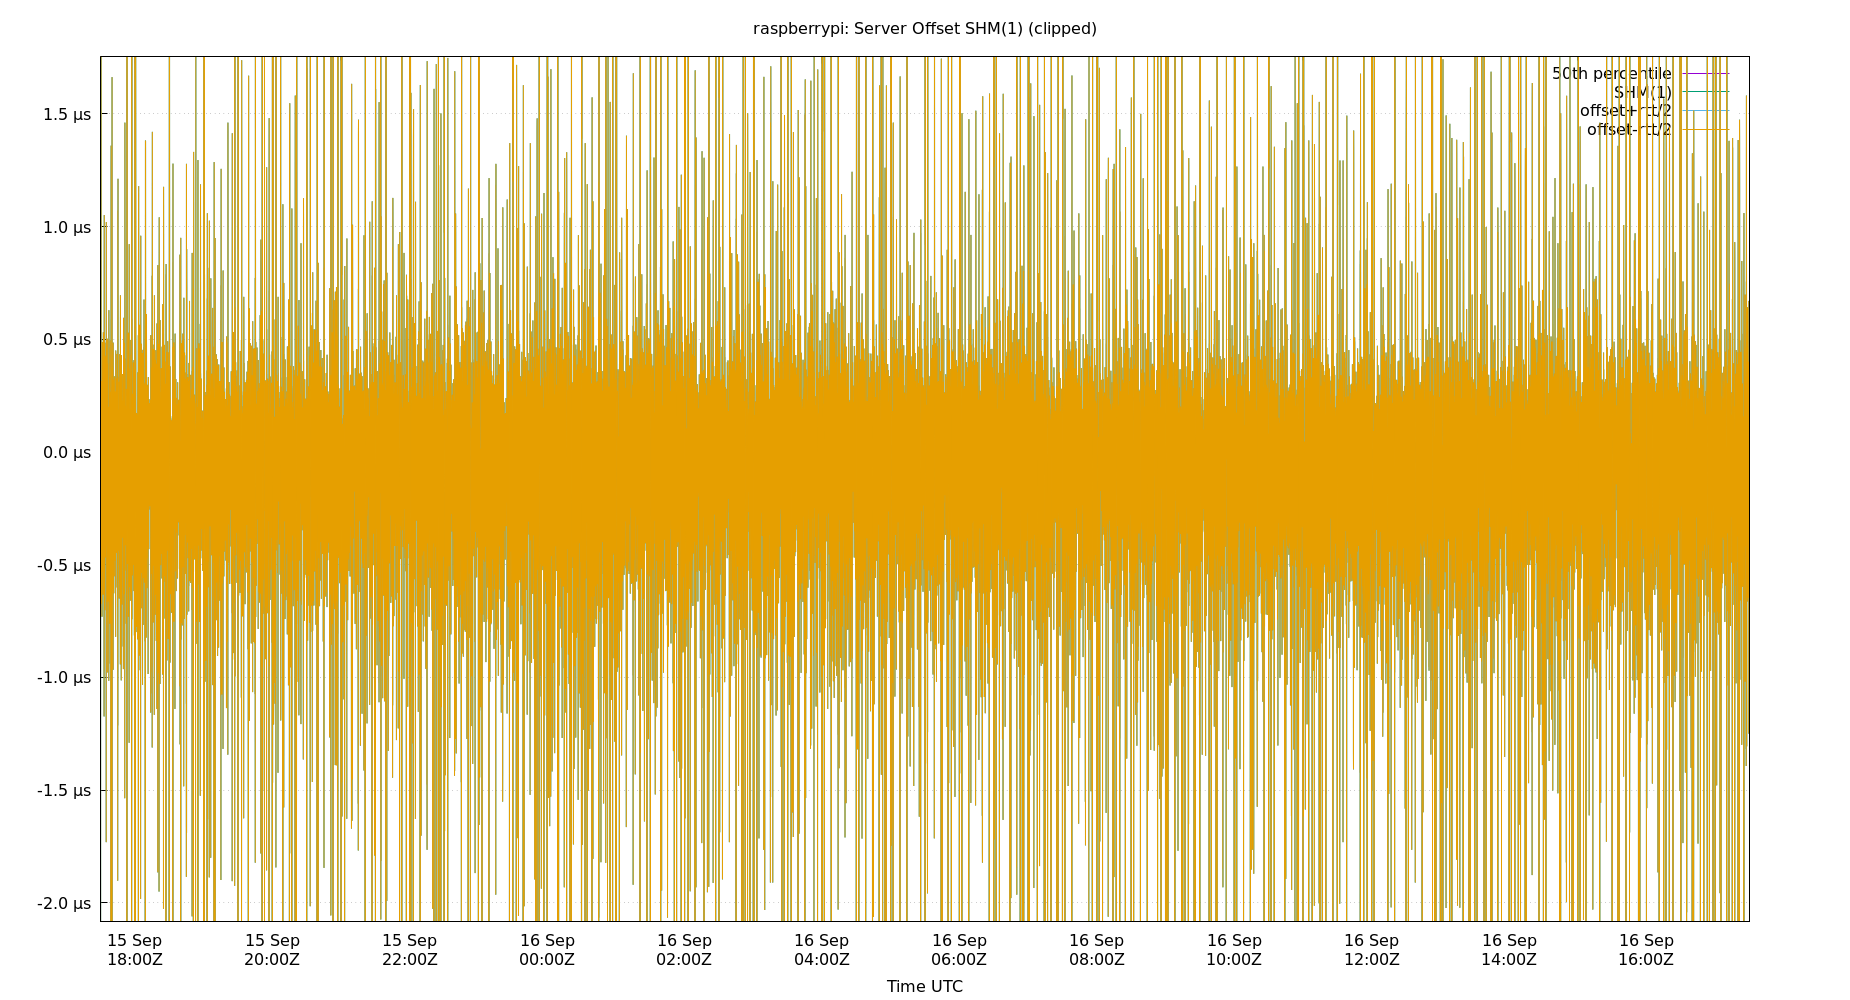 raspberrypi: Server Offset SHM(1) (clipped)
50th percentile
SHM(1)
offset+rtt/2
offset-rtt/2
1.5 µs
1.0 µs
0.5 µs
0.0 µs
-0.5 µs
-1.0 µs
-1.5 µs
-2.0 µs
15 Sep 15 Sep 15 Sep 16 Sep 16 Sep 16 Sep 16 Sep 16 Sep 16 Sep 16 Sep 16 Sep 16 Sep
18:00Z 20:00Z 22:00Z 00:00Z 02:00Z 04:00Z 06:00Z 08:00Z 10:00Z 12:00Z 14:00Z 16:00Z
Time UTC